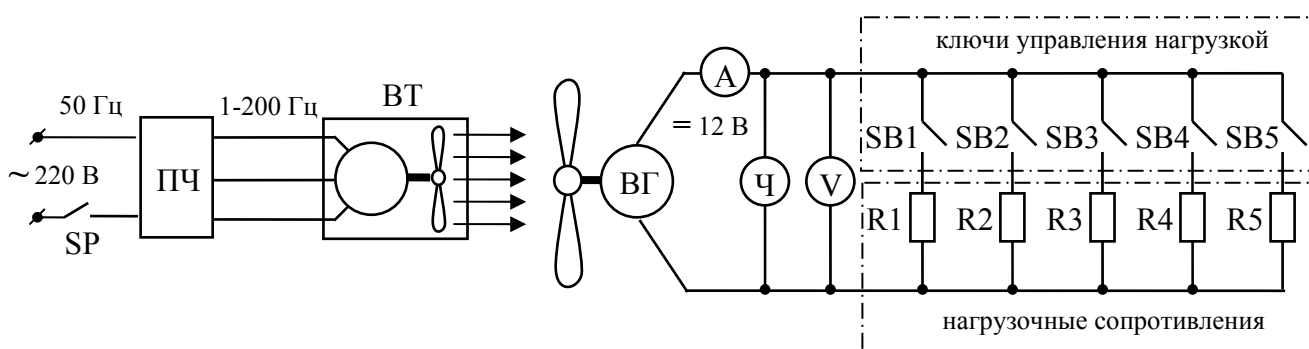 ключи управления нагрузкой
50 Гц
1-200 Гц
ВТ
А
= 12 В
~ 220 В
ПЧ
SP
ВГ
Ч
V
SB1
SB2
SB3
SB4
SB5
R1
R2
R3
R4
R5
нагрузочные сопротивления